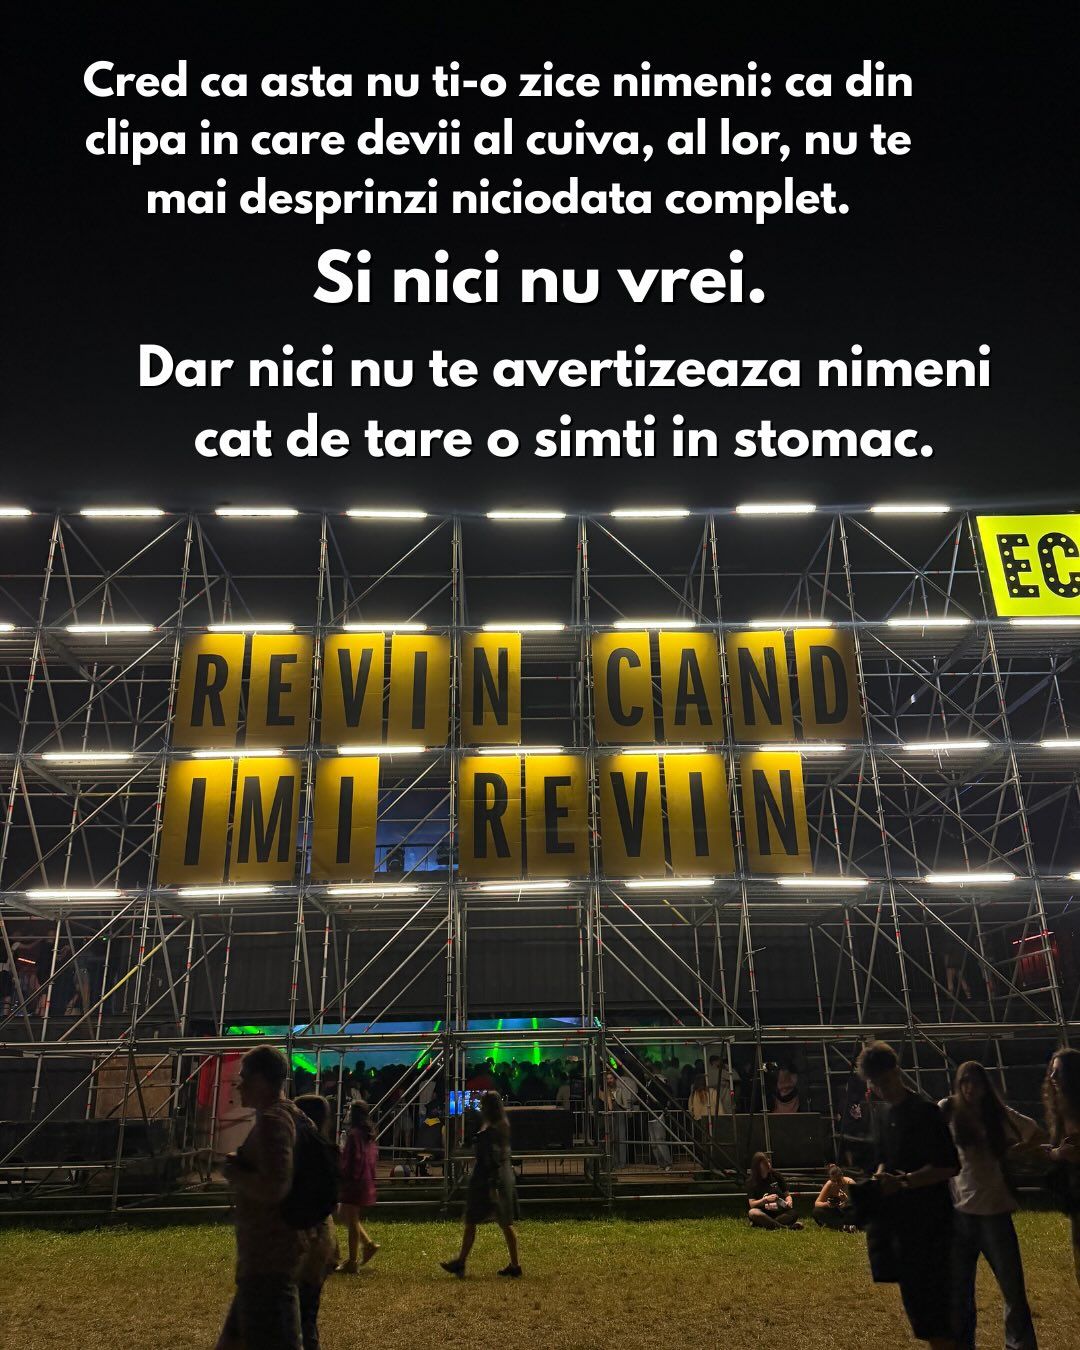 Cred ca asta nu ti-o zice nimeni: ca din
clipa in care devii al cuiva, al lor, nu te
mai desprinzi niciodata complet.
Si nici nu vrei.
Dar nici nu te avertizeaza nimeni
cat de tare o simti in stomac.
EC
REVIN CAND
IMI REVIN